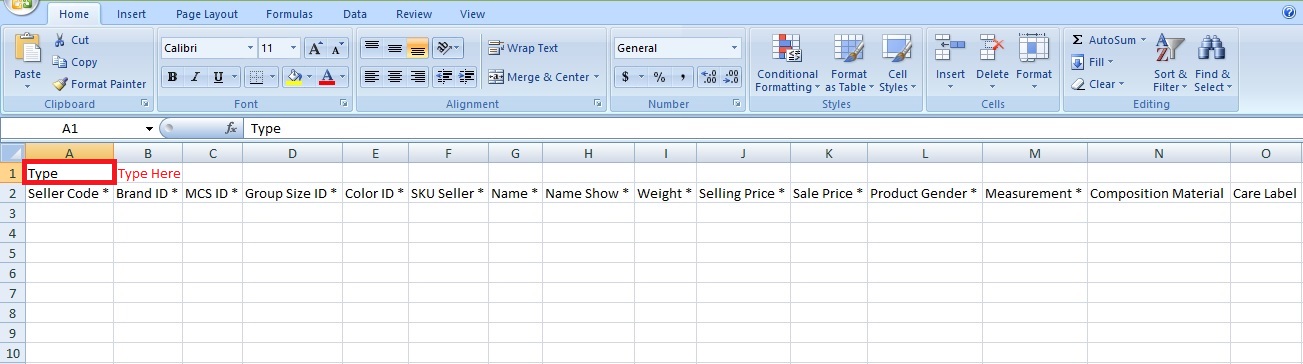 Home Insert Page Layout Formulas Data Review View
Cut
Copy
Format Painter
Paste
Clipboard
Calibri 11 A A
B I U A
Font
Wrap Text
Merge & Center
Alignment
General
$ % , .0 .00 .00 .0
Number
Conditional Formatting
Format as Table
Cell Styles
Styles
Insert Delete Format
Cells
Σ AutoSum
Fill
Clear
Sort & Filter
Find & Select
Editing
A1 fx Type
A B C D E F G H I J K L M N O
1 Type Type Here
2 Seller Code * Brand ID * MCS ID * Group Size ID * Color ID * SKU Seller * Name * Name Show * Weight * Selling Price * Sale Price * Product Gender * Measurement * Composition Material Care Label
3
4
5
6
7
8
9
10